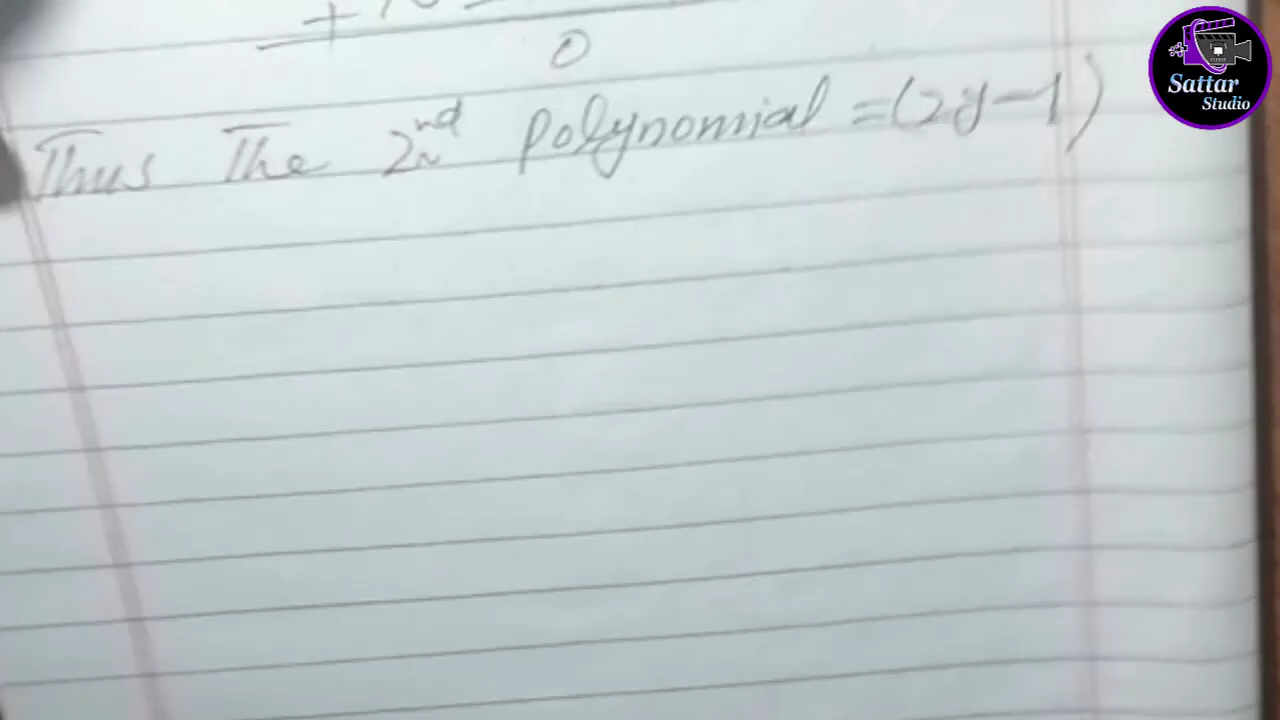 0
Thus The 2nd Polynomial = (2y-1)
Sattar
Studio